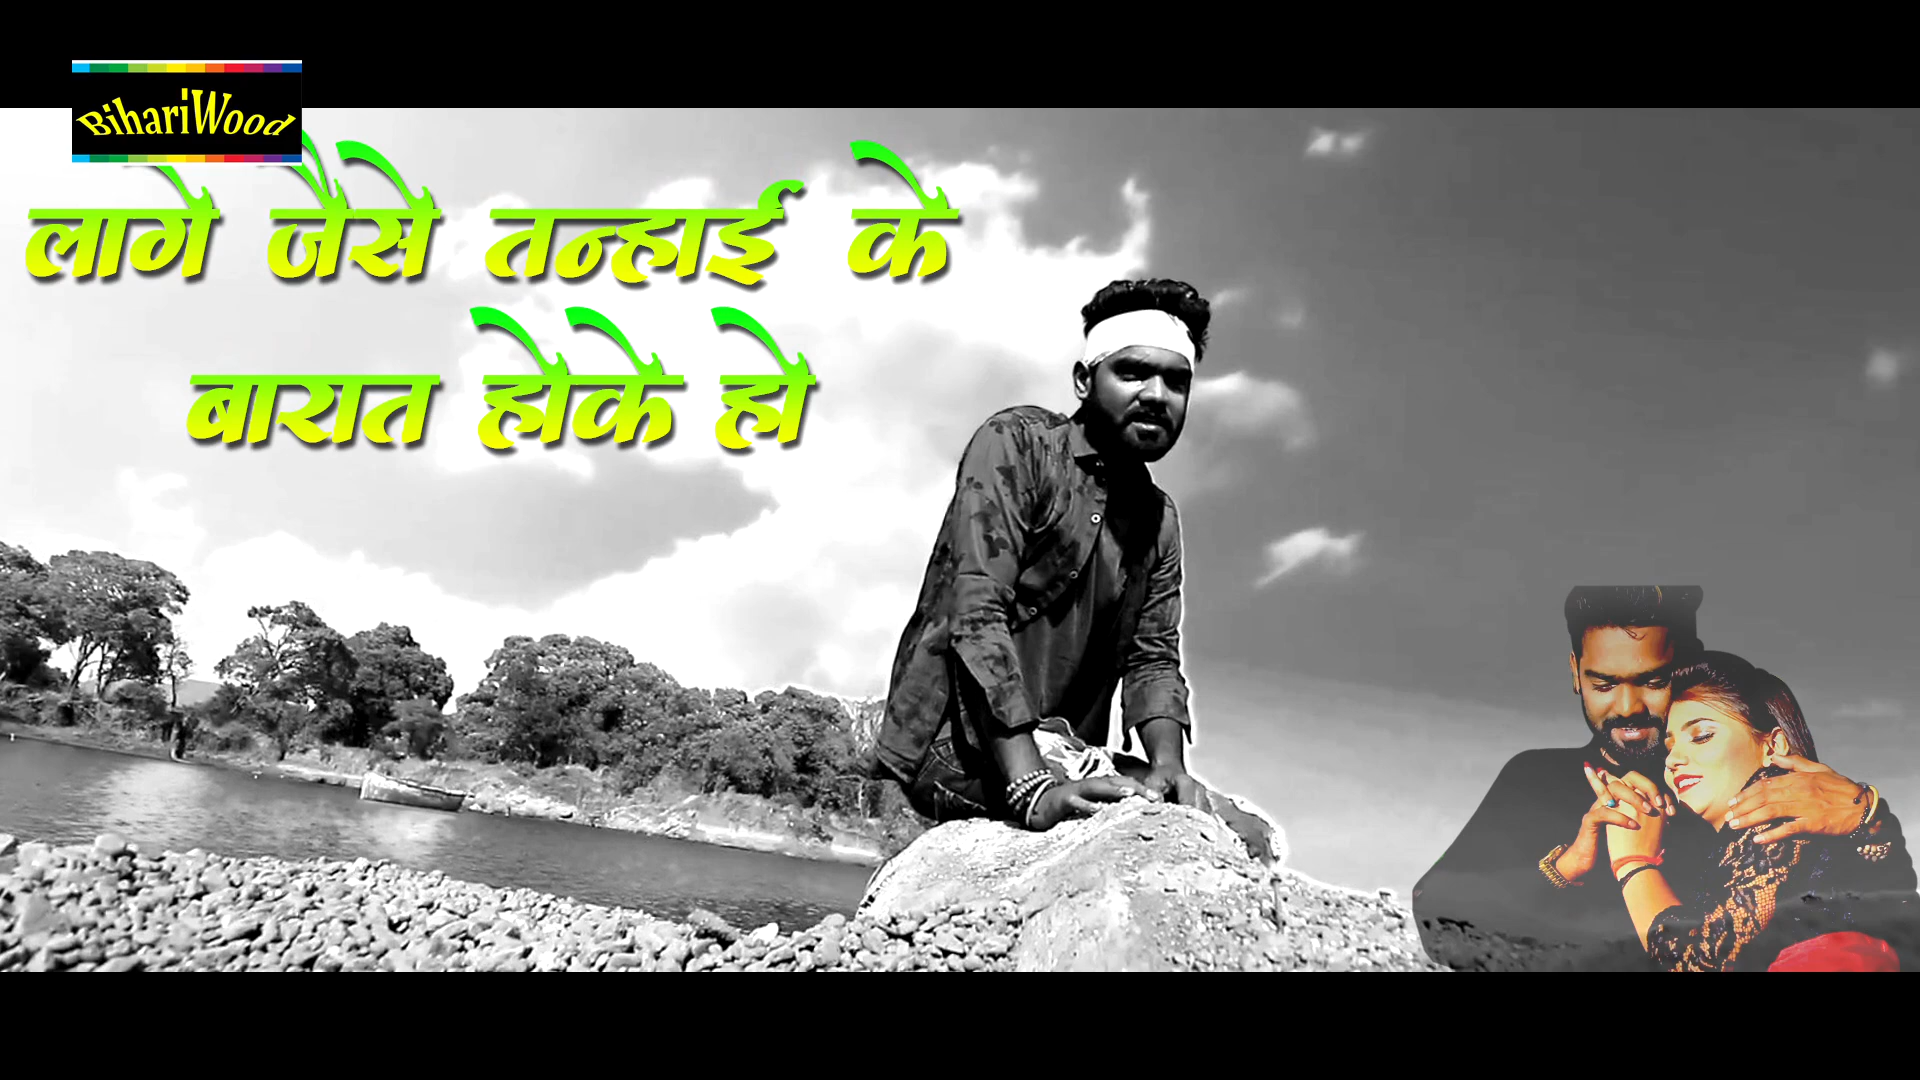 BihariWood
लागे जैसे तन्हाई के
बारात होके हो